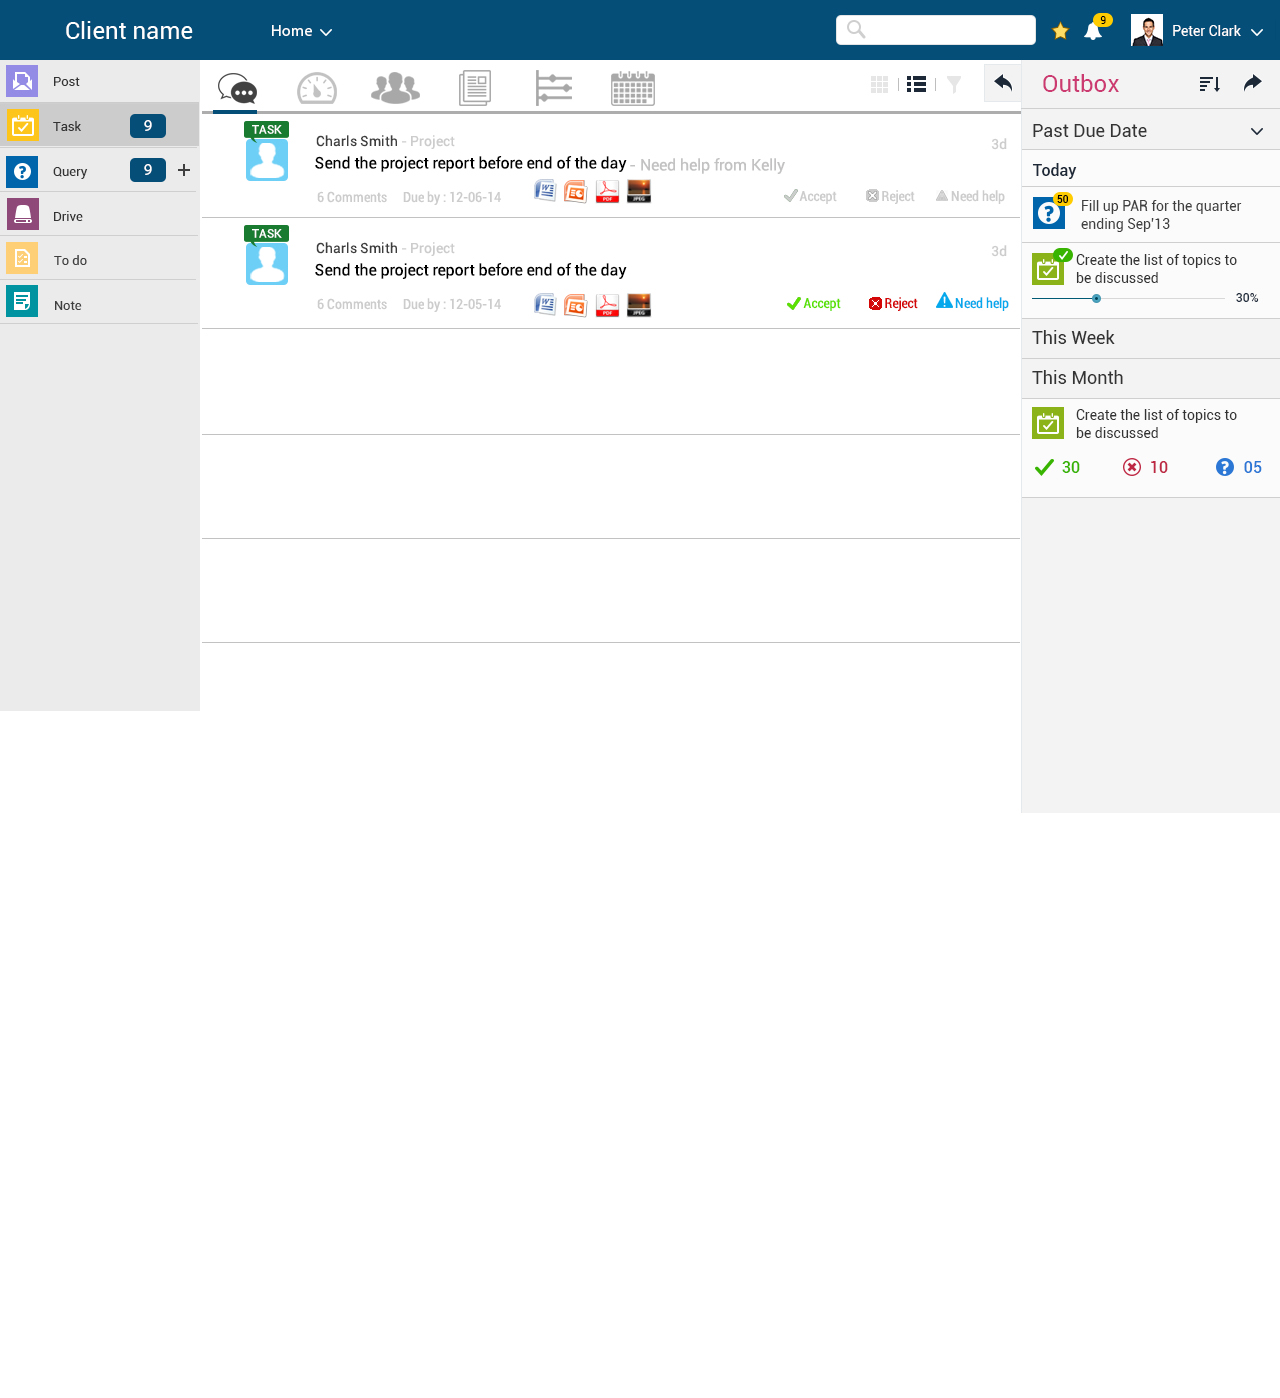 Client name
Home
9
Peter Clark
Post
Task 9
Query 9
Drive
To do
Note
TASK
Charls Smith - Project
3d
Send the project report before end of the day - Need help from Kelly
6 Comments Due by : 12-06-14
PDF
JPEG
Accept Reject Need help
TASK
Charls Smith - Project
3d
Send the project report before end of the day
6 Comments Due by : 12-05-14
PDF
JPEG
Accept Reject Need help
Outbox
Past Due Date
Today
50
Fill up PAR for the quarter
ending Sep'13
Create the list of topics to
be discussed
30%
This Week
This Month
Create the list of topics to
be discussed
30 10 05